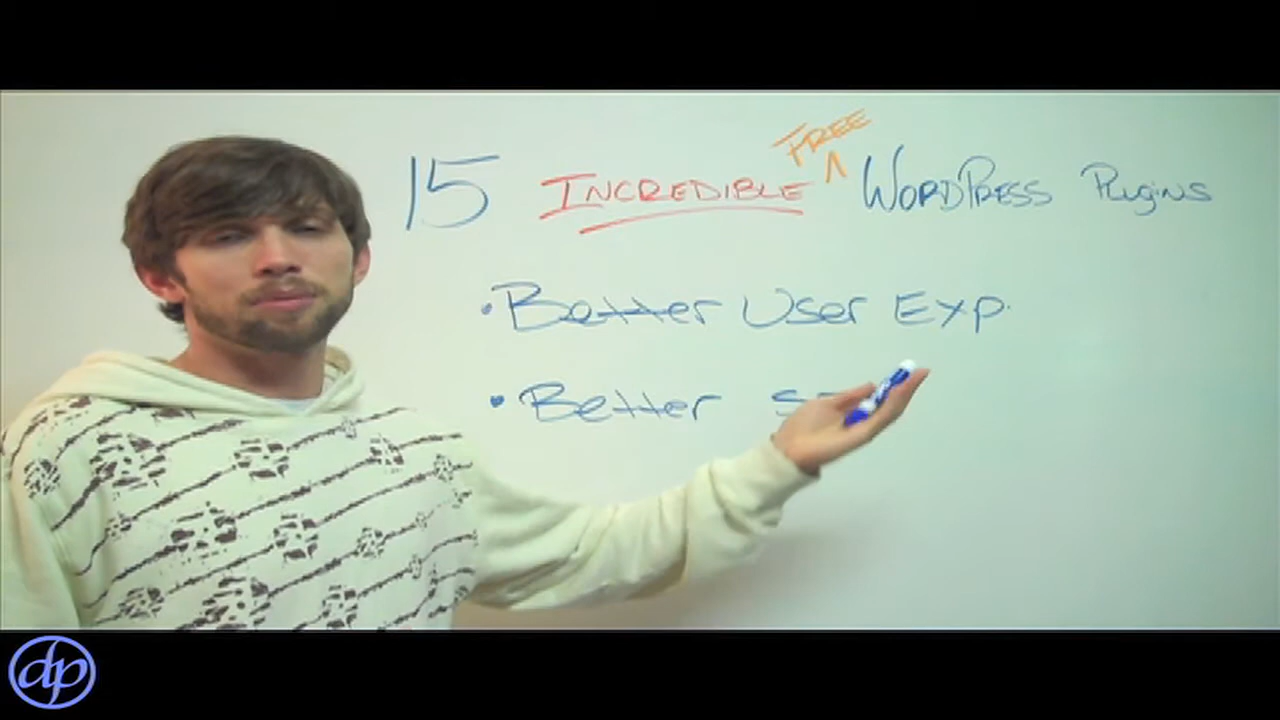 15 INCREDIBLE FREE WORDPRESS Plugins
• Better User Exp.
• Better
dp